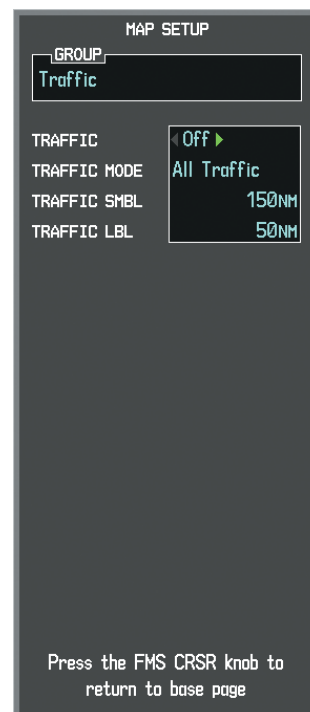 MAP SETUP
GROUP
Traffic
TRAFFIC Off
TRAFFIC MODE All Traffic
TRAFFIC SMBL 150NM
TRAFFIC LBL 50NM
Press the FMS CRSR knob to
return to base page